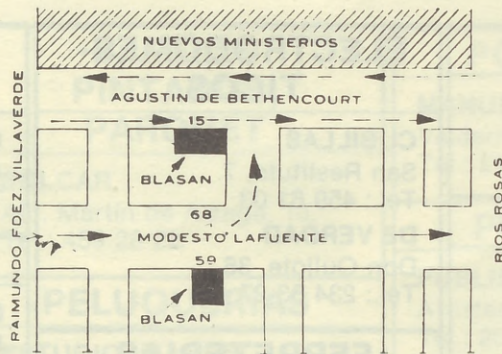 NUEVOS MINISTERIOS
AGUSTIN DE BETHENCOURT
15
BLASAN
68
MODESTO LAFUENTE
59
BLASAN
RAIMUNDO FDEZ. VILLAVERDE
RIOS ROSAS